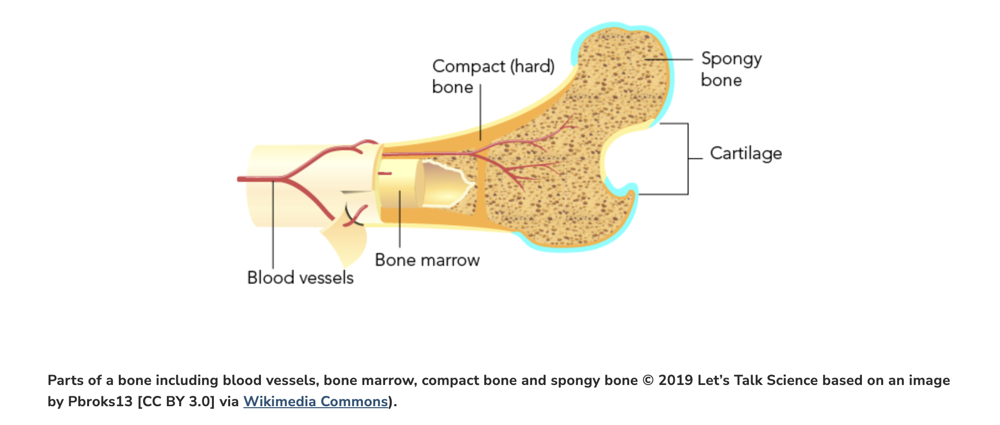 Compact (hard)
bone
Spongy
bone
Cartilage
Bone marrow
Blood vessels
Parts of a bone including blood vessels, bone marrow, compact bone and spongy bone © 2019 Let’s Talk Science based on an image
by Pbroks13 [CC BY 3.0] via Wikimedia Commons).